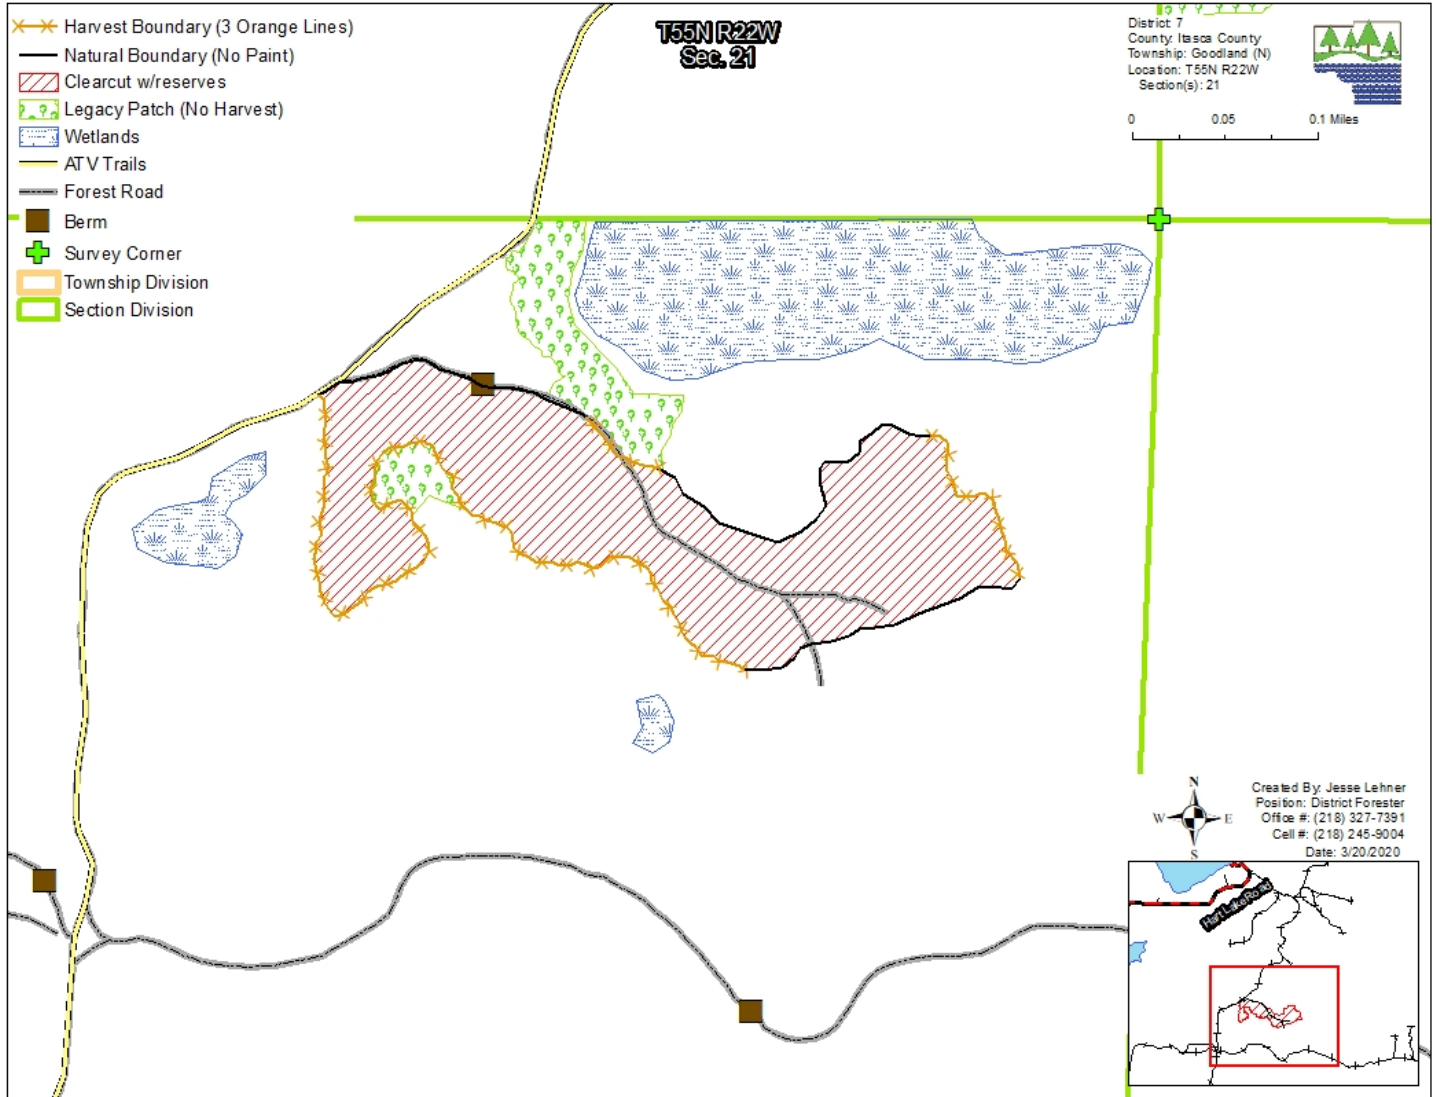 Harvest Boundary (3 Orange Lines)
Natural Boundary (No Paint)
Clearcut w/reserves
Legacy Patch (No Harvest)
Wetlands
ATV Trails
Forest Road
Berm
Survey Corner
Township Division
Section Division
T55N R22W
Sec. 21
District: 7
County: Itasca County
Township: Goodland (N)
Location: T55N R22W
Section(s): 21
0 0.05 0.1 Miles
N
W E
S
Created By: Jesse Lehner
Position: District Forester
Office #: (218) 327-7391
Cell #: (218) 245-9004
Date: 3/20/2020
Hart Lake Road